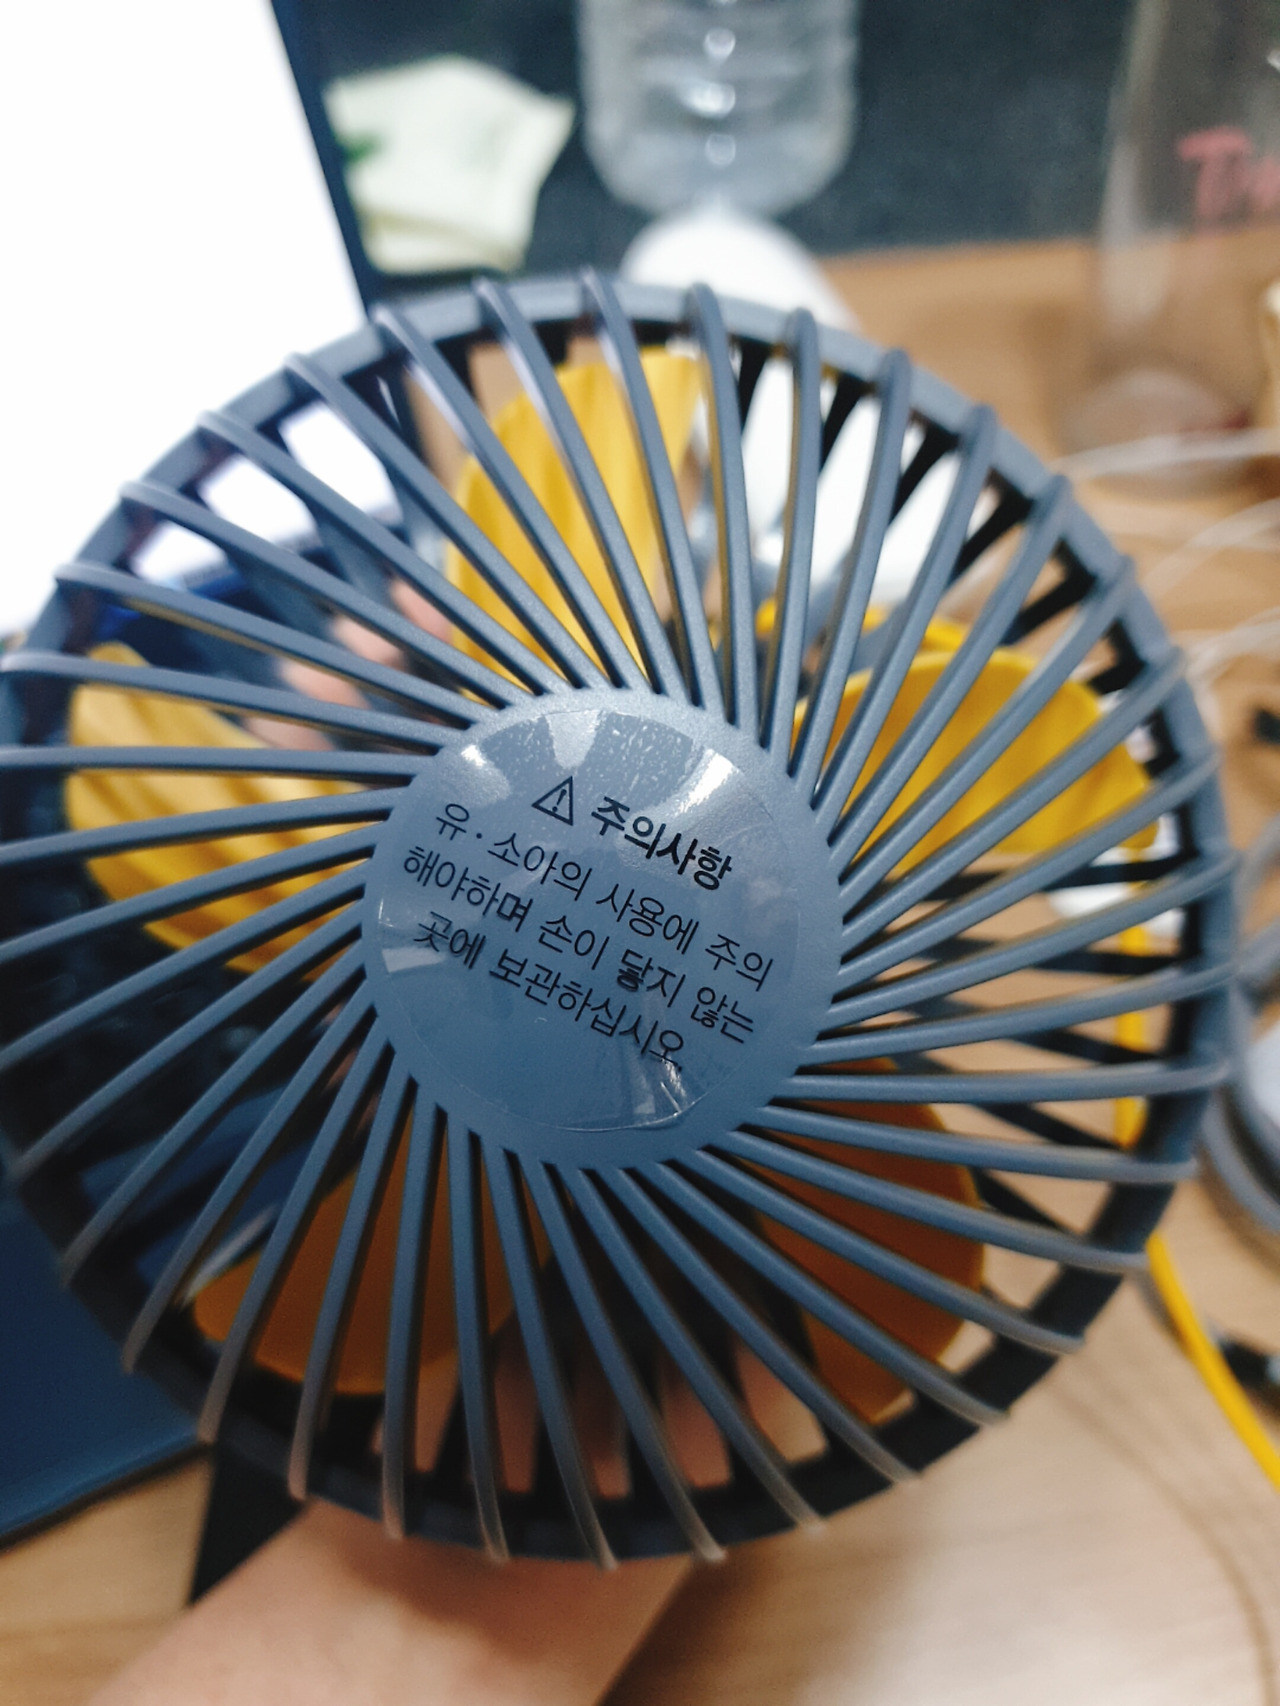 ⚠ 주의사항
유·소아의 사용에 주의
해야하며 손이 닿지 않는
곳에 보관하십시오.